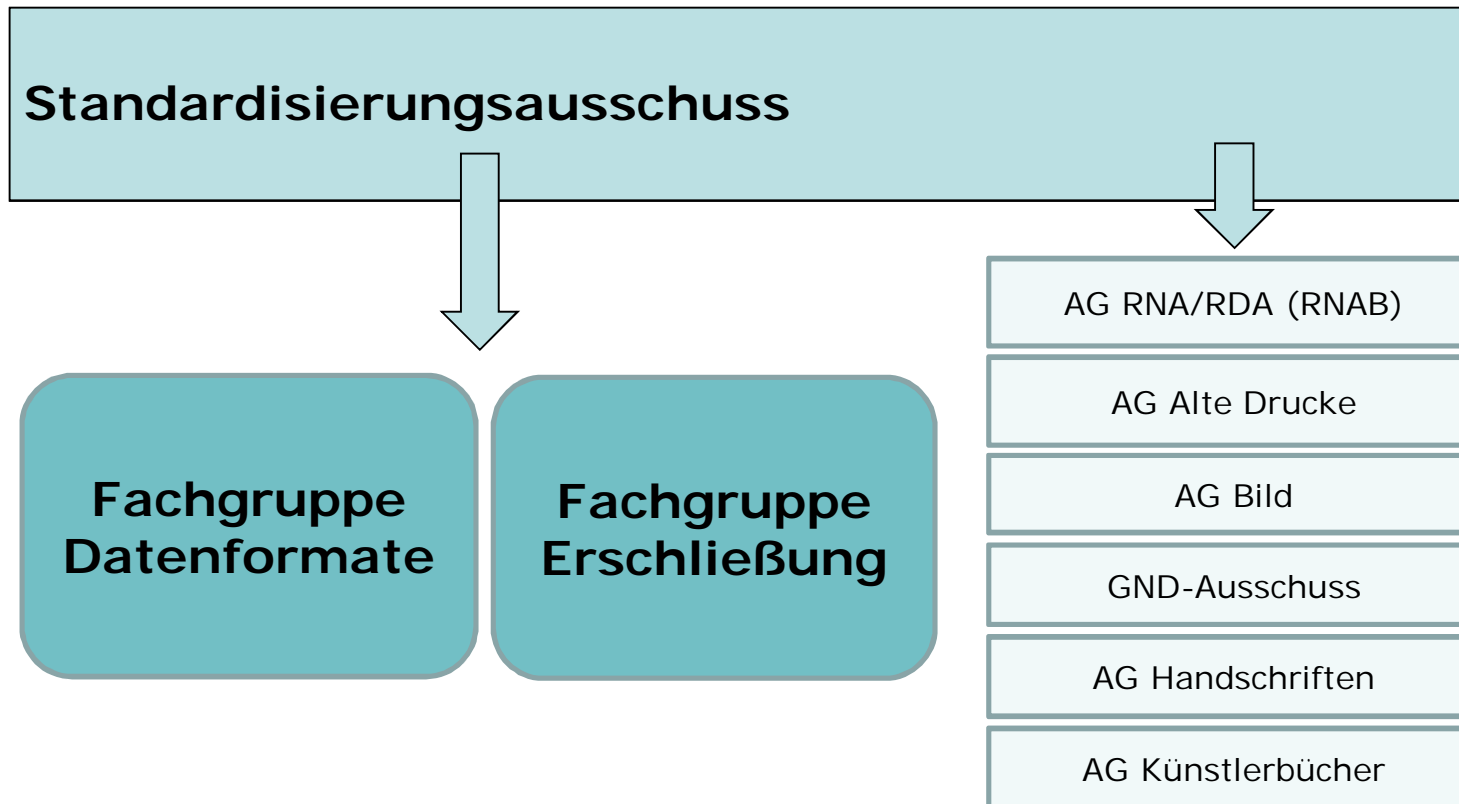 Standardisierungsausschuss
Fachgruppe
Datenformate
Fachgruppe
Erschließung
AG RNA/RDA (RNAB)
AG Alte Drucke
AG Bild
GND-Ausschuss
AG Handschriften
AG Künstlerbücher